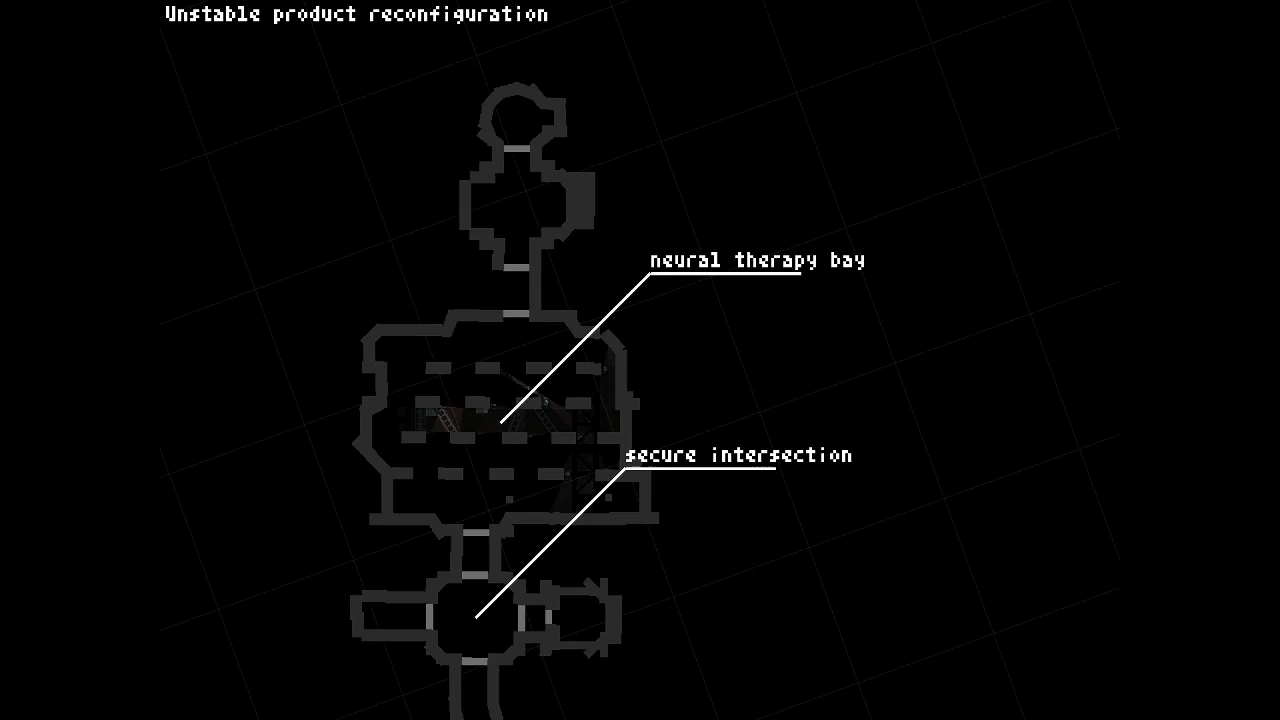 Unstable product reconfiguration
neural therapy bay
secure intersection